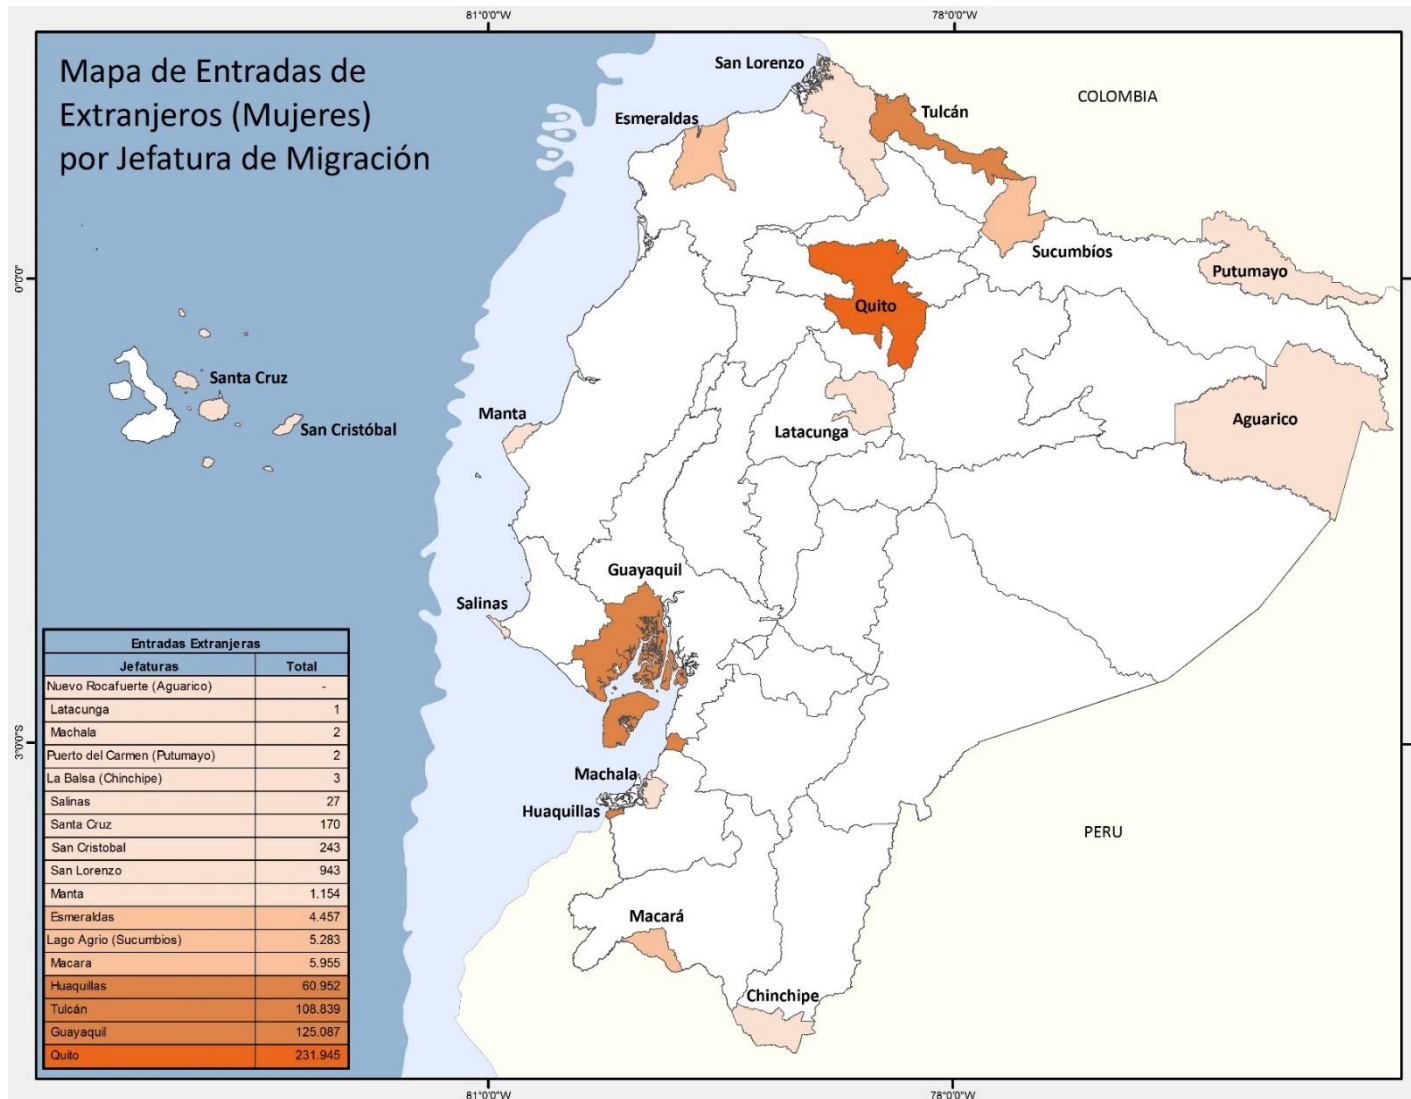 81°0'0"W
78°0'0"W
Mapa de Entradas de
Extranjeros (Mujeres)
por Jefatura de Migración
San Lorenzo
COLOMBIA
Tulcán
Esmeraldas
Sucumbíos
Putumayo
0°0'0"
Quito
Santa Cruz
Manta
San Cristóbal
Latacunga
Aguarico
Guayaquil
Salinas
Entradas Extranjeras
Jefaturas Total
Nuevo Rocafuerte (Aguarico) -
Latacunga 1
Machala 2
Puerto del Carmen (Putumayo) 2
La Balsa (Chinchipe) 3
Salinas 27
Santa Cruz 170
San Cristobal 243
San Lorenzo 943
Manta 1.154
Esmeraldas 4.457
Lago Agrio (Sucumbios) 5.283
Macara 5.955
Huaquillas 60.952
Tulcán 108.839
Guayaquil 125.087
Quito 231.945
3°0'0"S
Machala
Huaquillas
PERU
Macará
Chinchipe
81°0'0"W
78°0'0"W